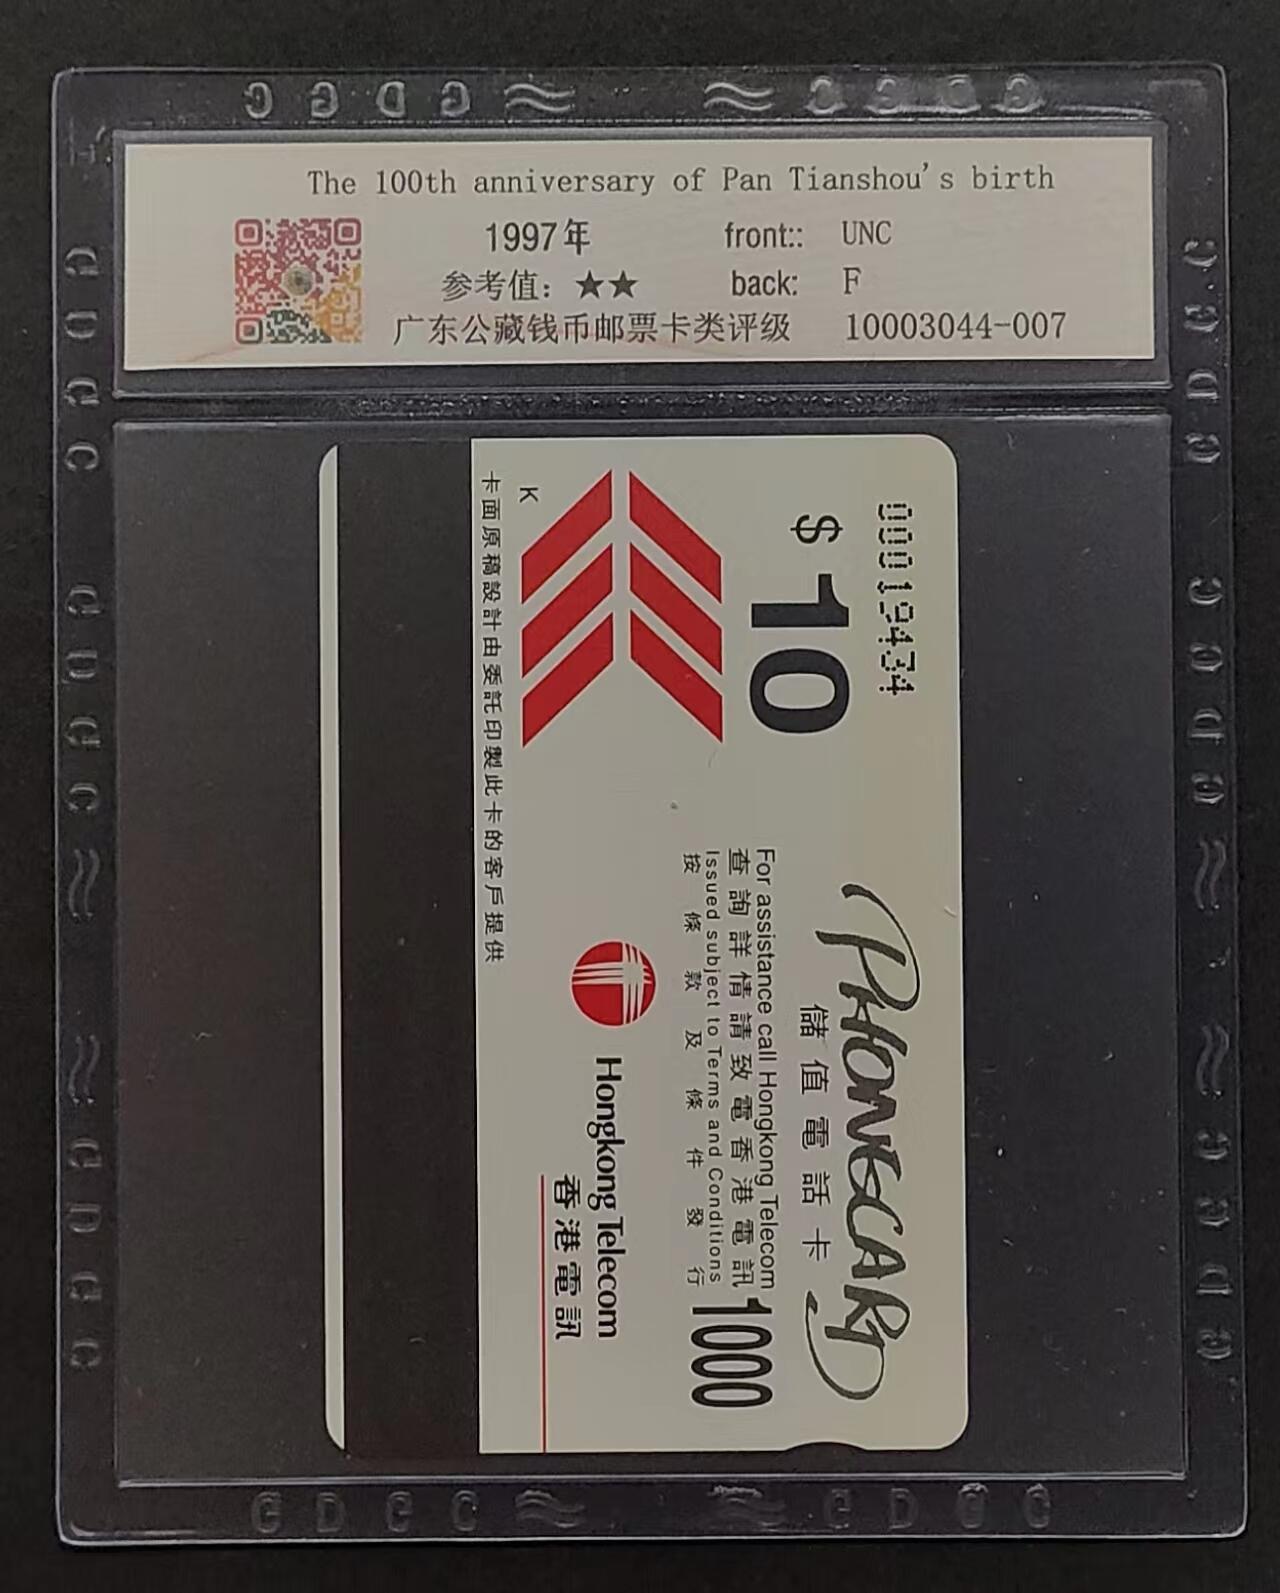 The 100th anniversary of Pan Tianshou's birth
1997年 front:: UNC
参考值：★★ back: F
广东公藏钱币邮票卡类评级 10003044-007
00019434
$10
PHONECARD
儲值電話卡
For assistance call Hongkong Telecom
查詢詳情請致電香港電訊
Issued subject to Terms and Conditions
按條款及條件發行
1000
Hongkong Telecom
香港電訊
K
卡面原稿設計由委託印製此卡的客戶提供